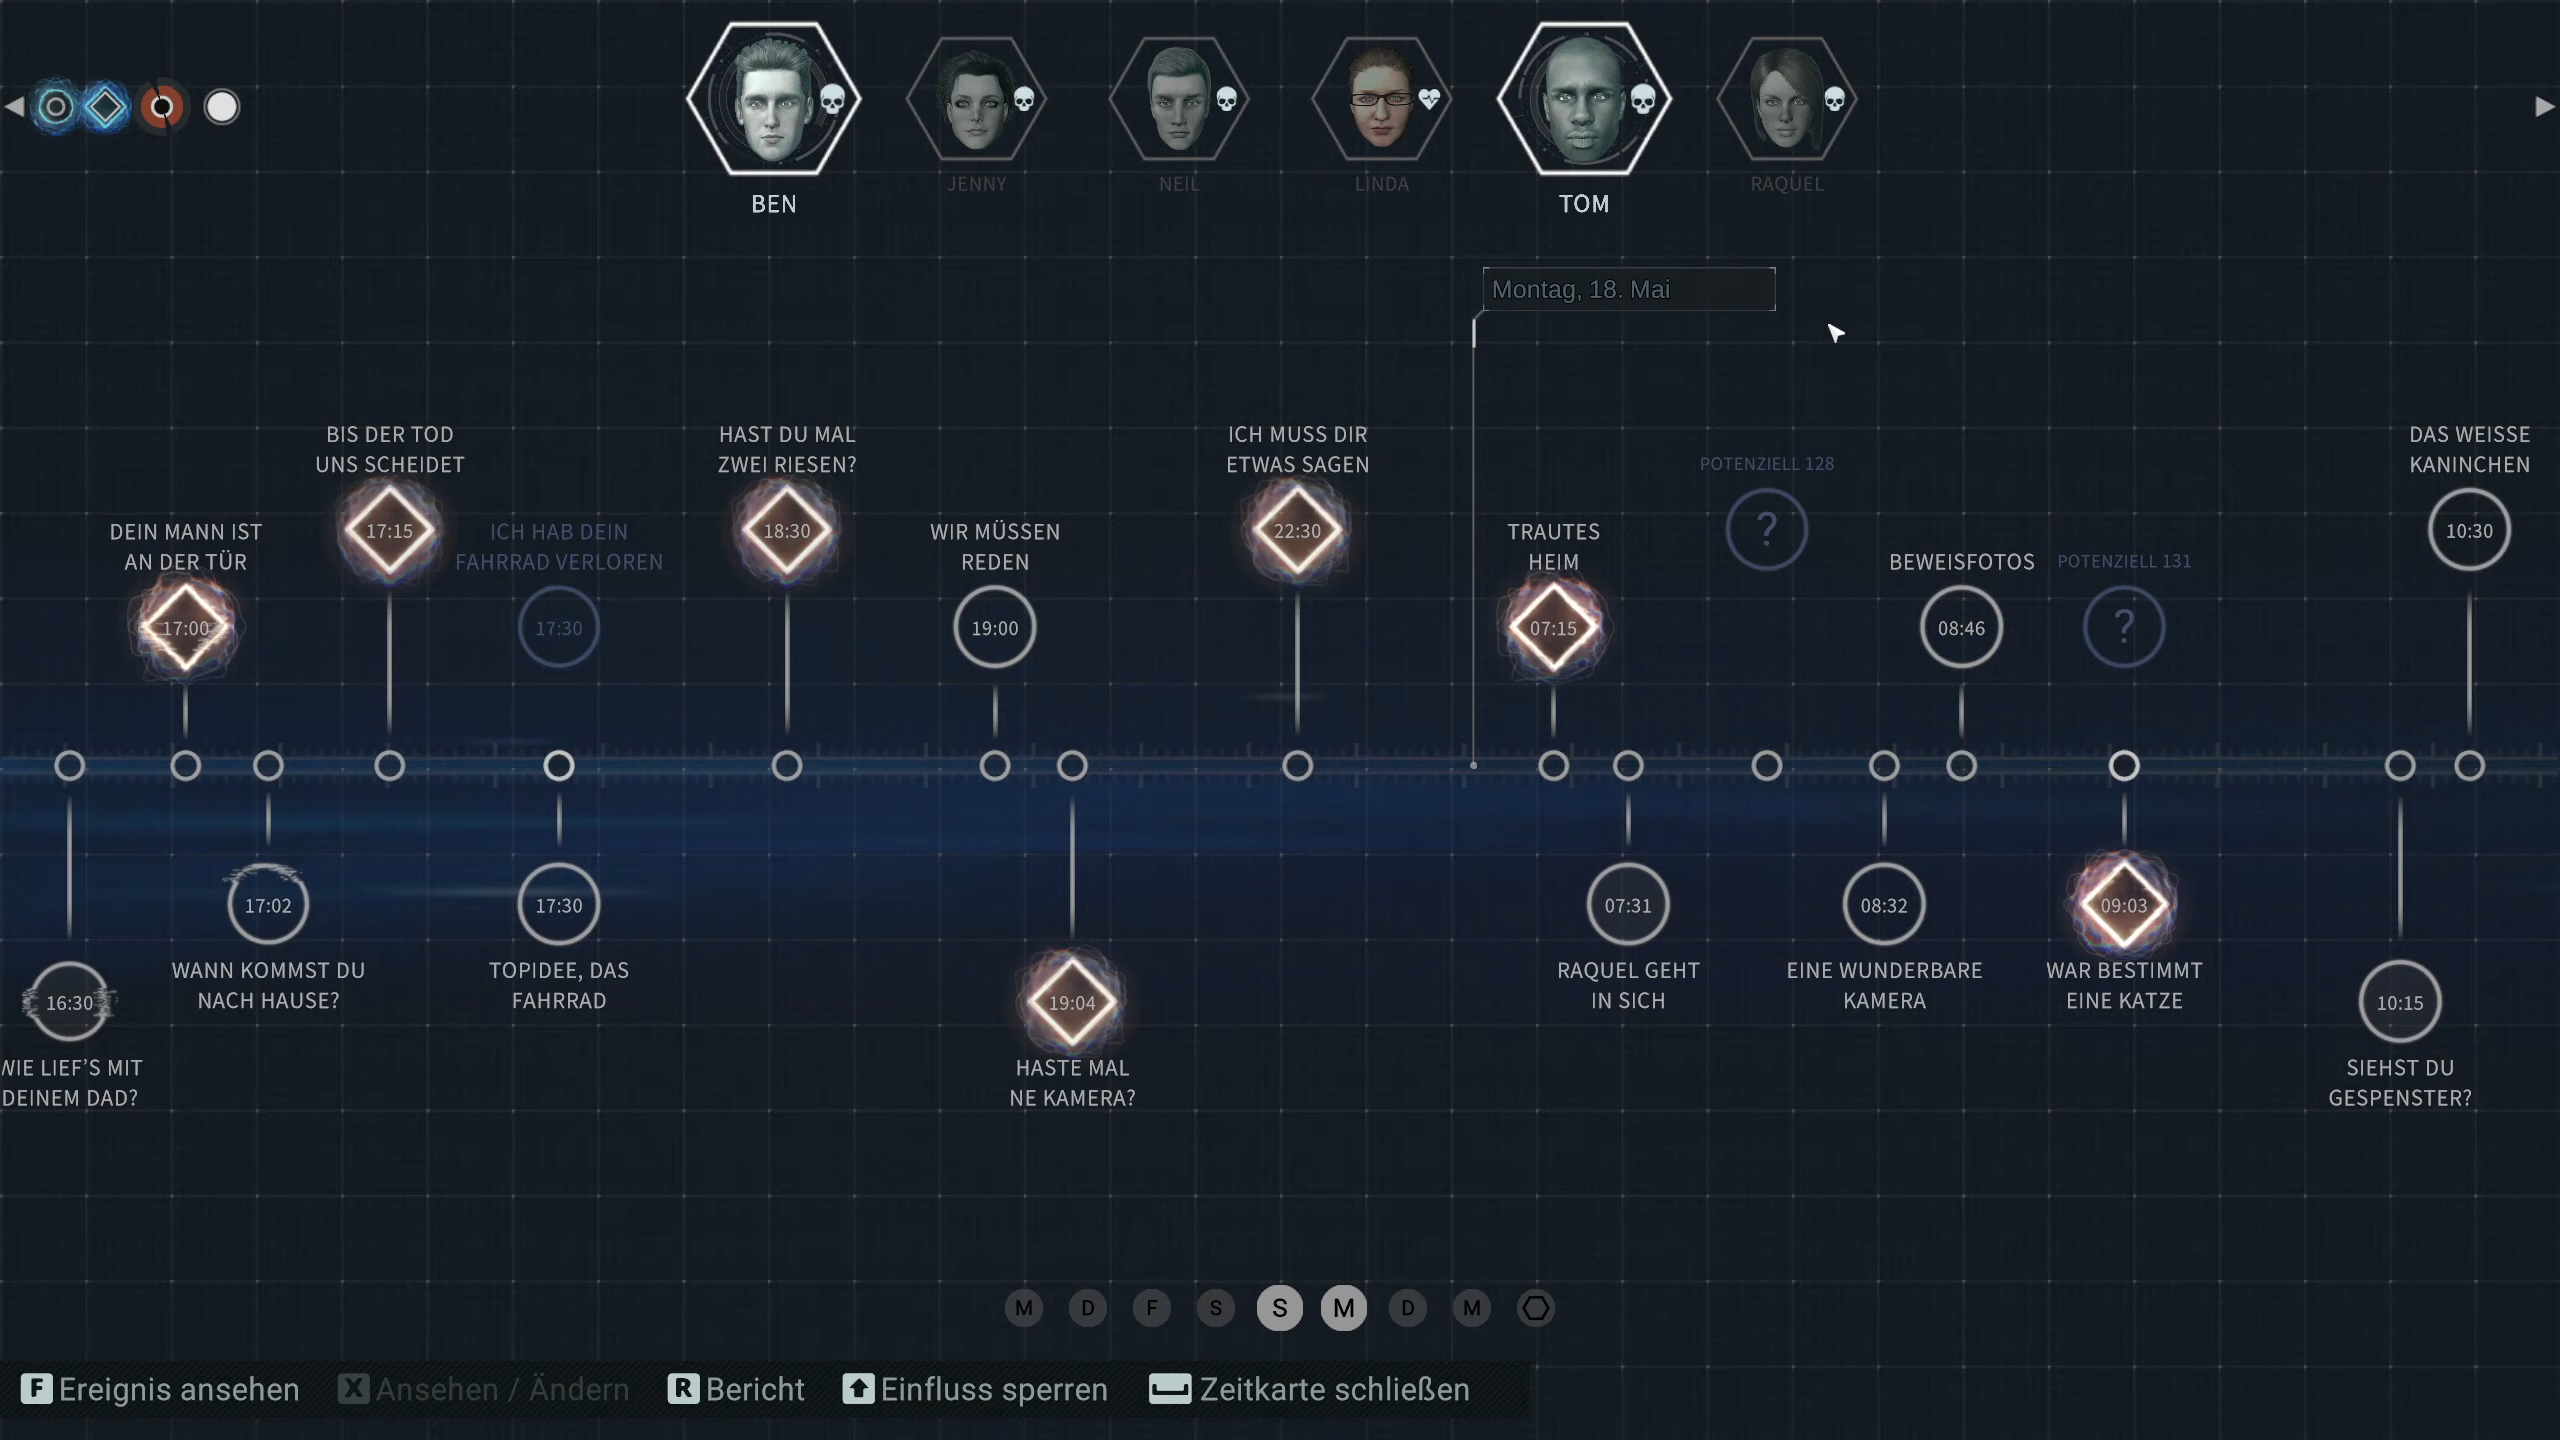 BEN
JENNY
NEIL
LINDA
TOM
RAQUEL
Montag, 18. Mai
BIS DER TOD
UNS SCHEIDET
17:15
HAST DU MAL
ZWEI RIESEN?
18:30
ICH MUSS DIR
ETWAS SAGEN
22:30
POTENZIELL 128
?
DAS WEISSE
KANINCHEN
10:30
DEIN MANN IST
AN DER TÜR
17:00
ICH HAB DEIN
FAHRRAD VERLOREN
17:30
WIR MÜSSEN
REDEN
19:00
TRAUTES
HEIM
07:15
BEWEISFOTOS
08:46
POTENZIELL 131
?
17:02
WANN KOMMST DU
NACH HAUSE?
17:30
TOPIDEE, DAS
FAHRRAD
07:31
RAQUEL GEHT
IN SICH
08:32
EINE WUNDERBARE
KAMERA
09:03
WAR BESTIMMT
EINE KATZE
16:30
WIE LIEF'S MIT
DEINEM DAD?
19:04
HASTE MAL
NE KAMERA?
10:15
SIEHST DU
GESPENSTER?
M D F S S M D M
F Ereignis ansehen X Ansehen / Ändern R Bericht Einfluss sperren Zeitkarte schließen